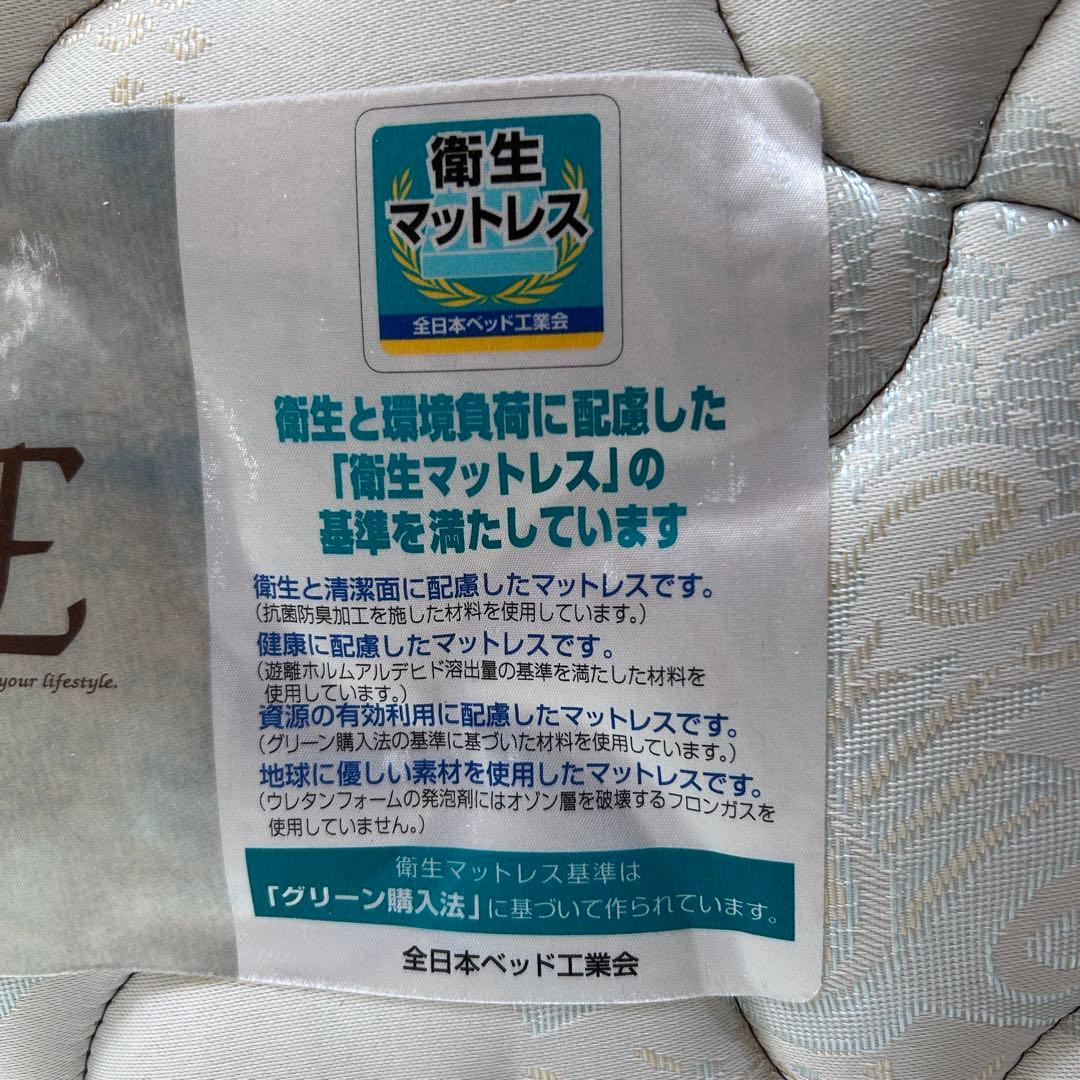 衛生
マットレス
全日本ベッド工業会
衛生と環境負荷に配慮した
「衛生マットレス」の
基準を満たしています
衛生と清潔面に配慮したマットレスです。
（抗菌防臭加工を施した材料を使用しています。）
健康に配慮したマットレスです。
（遊離ホルムアルデヒド溶出量の基準を満たした材料を
使用しています。）
資源の有効利用に配慮したマットレスです。
（グリーン購入法の基準に基づいた材料を使用しています。）
地球に優しい素材を使用したマットレスです。
（ウレタンフォームの発泡剤にはオゾン層を破壊するフロンガスを
使用していません。）
衛生マットレス基準は
「グリーン購入法」に基づいて作られています。
全日本ベッド工業会
E
your lifestyle.